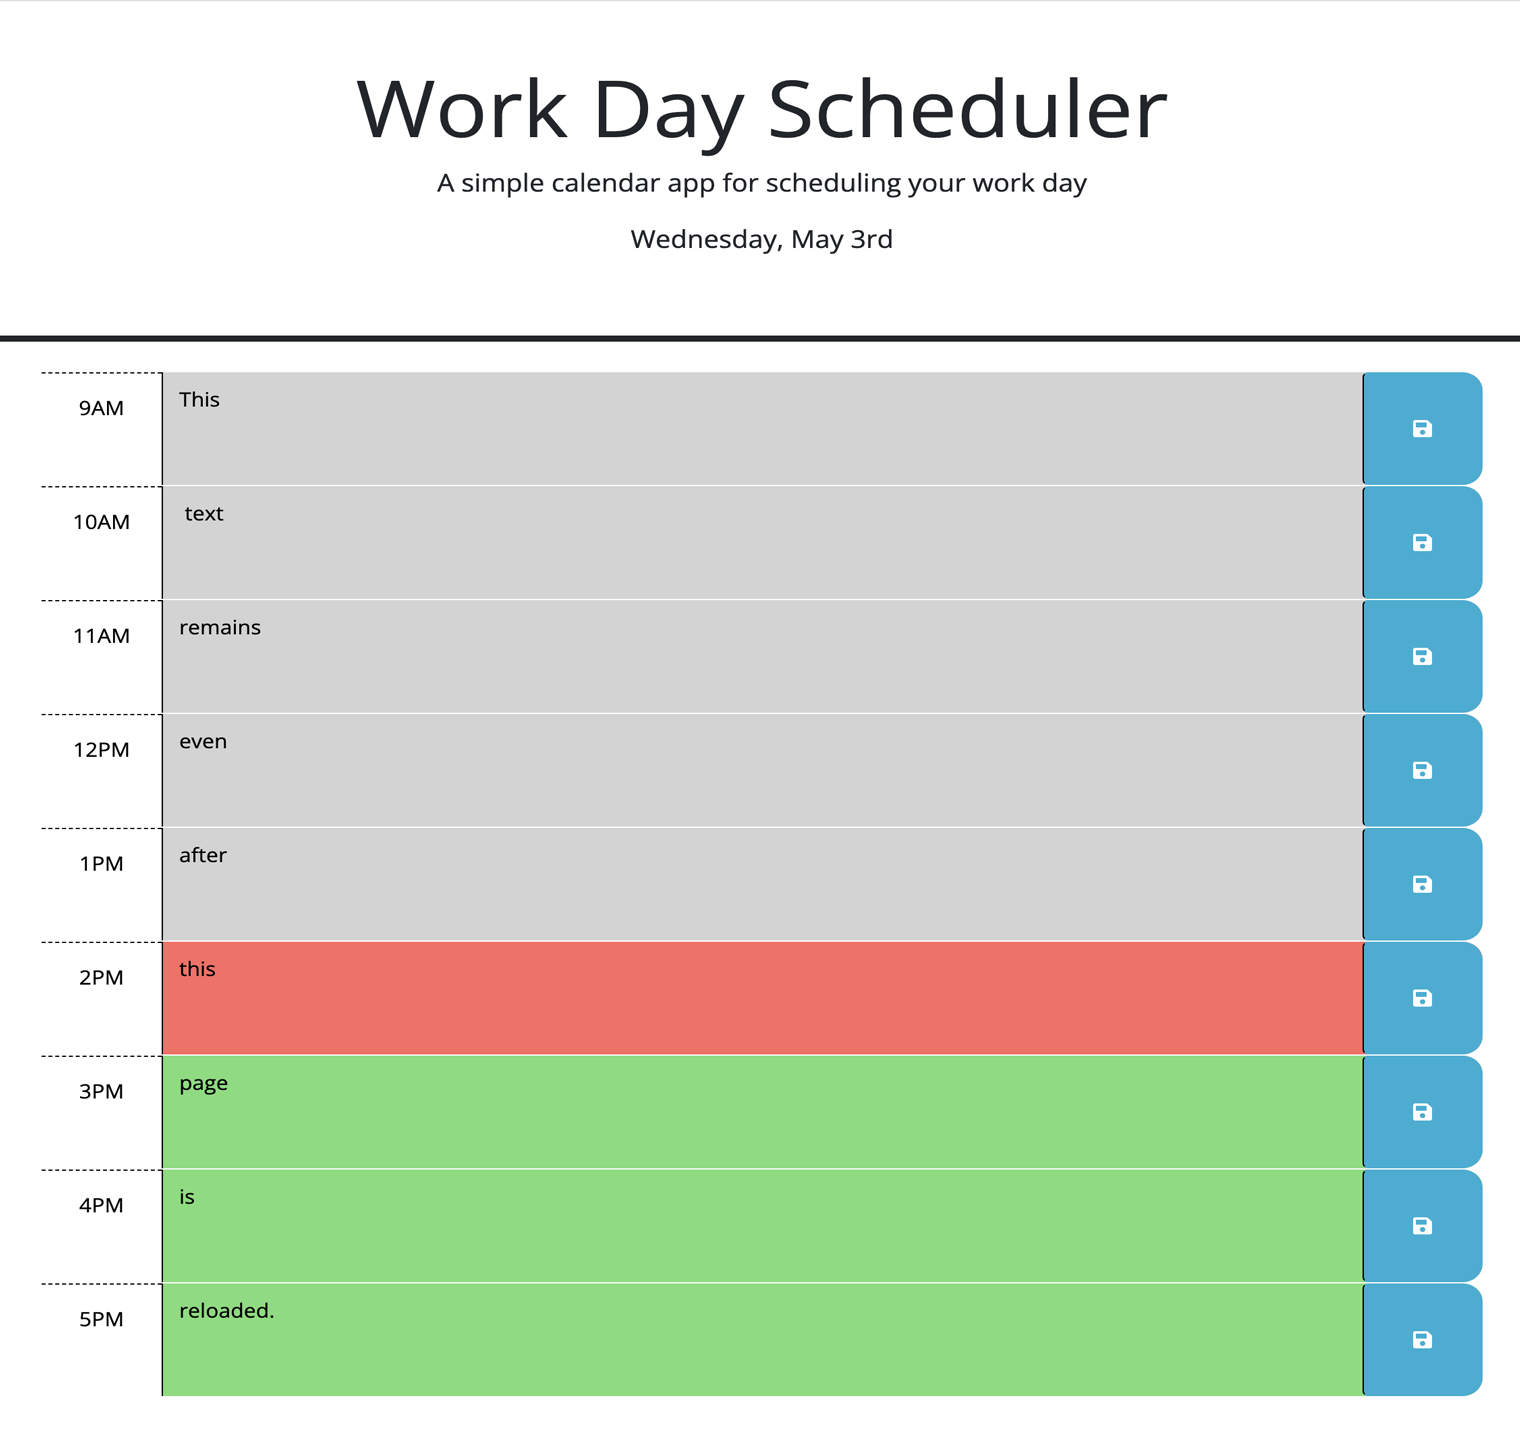 Work Day Scheduler
A simple calendar app for scheduling your work day
Wednesday, May 3rd
9AM This
10AM text
11AM remains
12PM even
1PM after
2PM this
3PM page
4PM is
5PM reloaded.